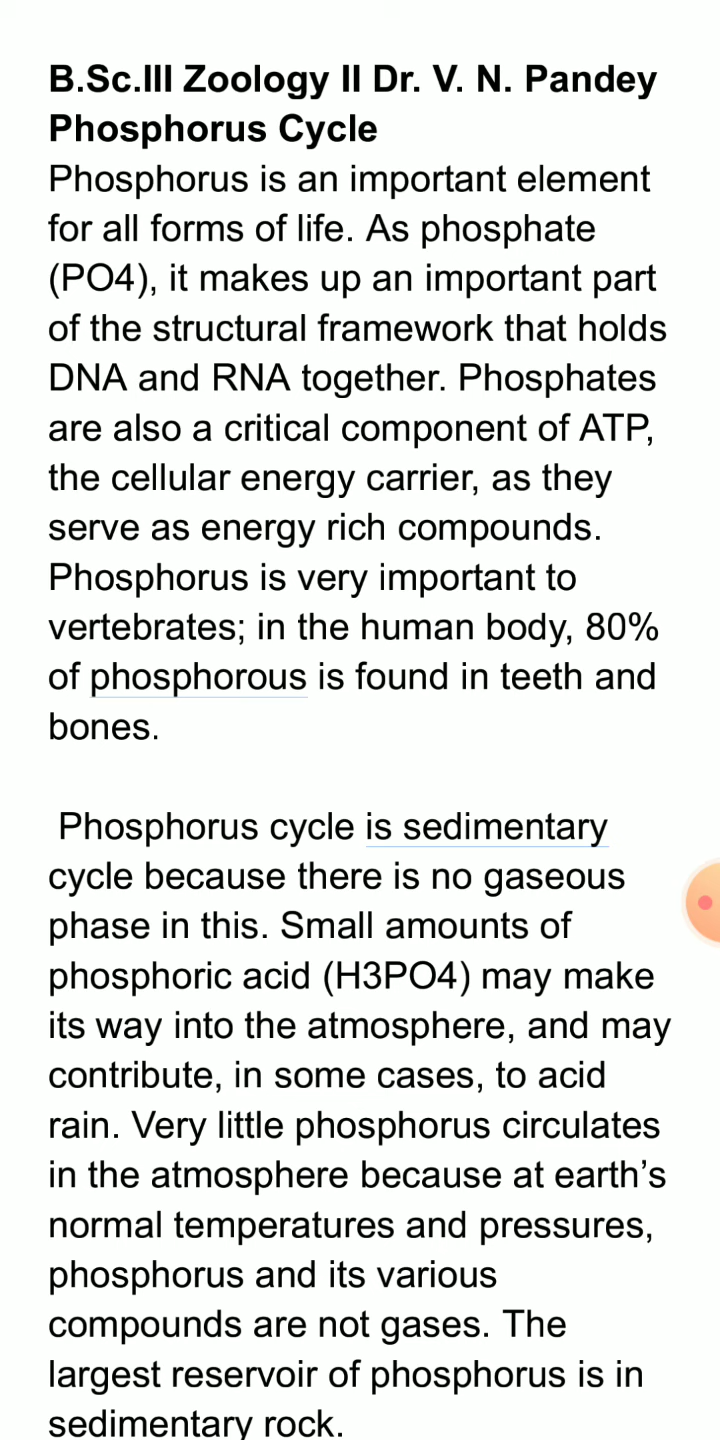 B.Sc.III Zoology II Dr. V. N. Pandey
Phosphorus Cycle
Phosphorus is an important element
for all forms of life. As phosphate
(PO4), it makes up an important part
of the structural framework that holds
DNA and RNA together. Phosphates
are also a critical component of ATP,
the cellular energy carrier, as they
serve as energy rich compounds.
Phosphorus is very important to
vertebrates; in the human body, 80%
of phosphorous is found in teeth and
bones.
Phosphorus cycle is sedimentary
cycle because there is no gaseous
phase in this. Small amounts of
phosphoric acid (H3PO4) may make
its way into the atmosphere, and may
contribute, in some cases, to acid
rain. Very little phosphorus circulates
in the atmosphere because at earth’s
normal temperatures and pressures,
phosphorus and its various
compounds are not gases. The
largest reservoir of phosphorus is in
sedimentary rock.